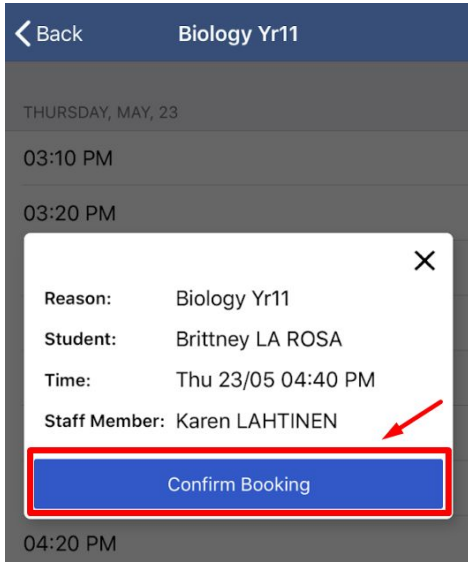 Back Biology Yr11
THURSDAY, MAY, 23
03:10 PM
03:20 PM
Reason: Biology Yr11
Student: Brittney LA ROSA
Time: Thu 23/05 04:40 PM
Staff Member: Karen LAHTINEN
Confirm Booking
04:20 PM